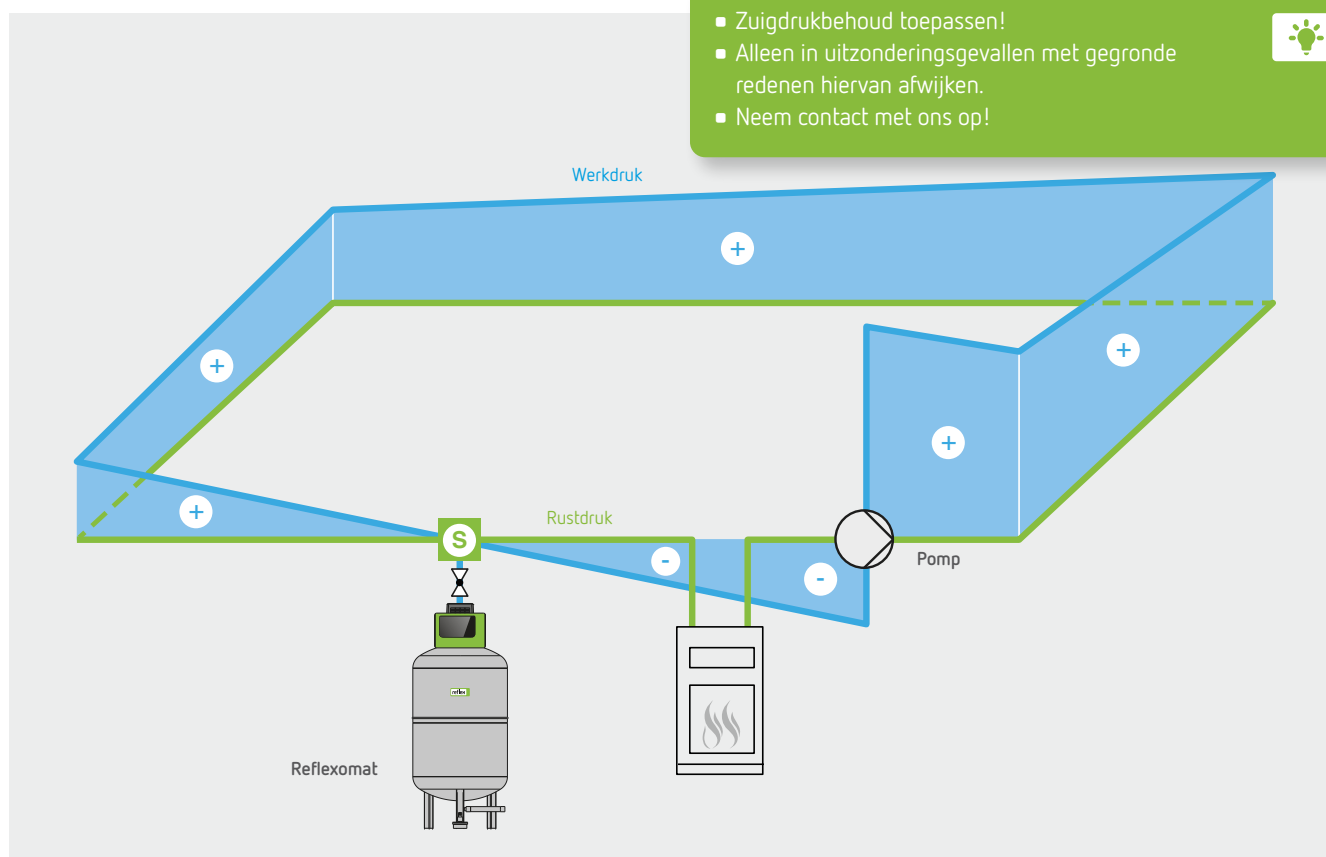 ▪ Zuigdrukbehoud toepassen!
▪ Alleen in uitzonderingsgevallen met gegronde
redenen hiervan afwijken.
▪ Neem contact met ons op!
Werkdruk
+
+
+
+
+
Rustdruk
S
-
-
Pomp
reflex
Reflexomat